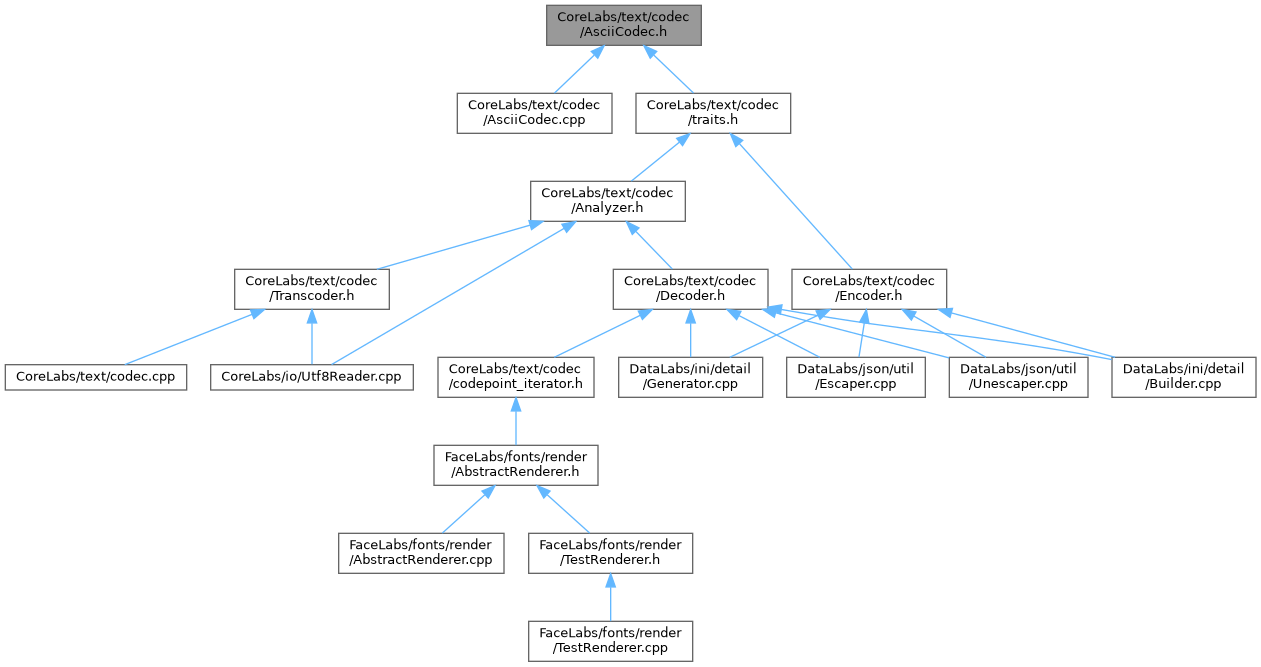 CoreLabs/text/codec
/AsciiCodec.h
CoreLabs/text/codec
/AsciiCodec.cpp
CoreLabs/text/codec
/traits.h
CoreLabs/text/codec
/Analyzer.h
CoreLabs/text/codec
/Transcoder.h
CoreLabs/text/codec
/Decoder.h
CoreLabs/text/codec
/Encoder.h
CoreLabs/text/codec.cpp
CoreLabs/io/Utf8Reader.cpp
CoreLabs/text/codec
/codepoint_iterator.h
DataLabs/ini/detail
/Generator.cpp
DataLabs/json/util
/Escaper.cpp
DataLabs/json/util
/Unescaper.cpp
DataLabs/ini/detail
/Builder.cpp
FaceLabs/fonts/render
/AbstractRenderer.h
FaceLabs/fonts/render
/AbstractRenderer.cpp
FaceLabs/fonts/render
/TestRenderer.h
FaceLabs/fonts/render
/TestRenderer.cpp